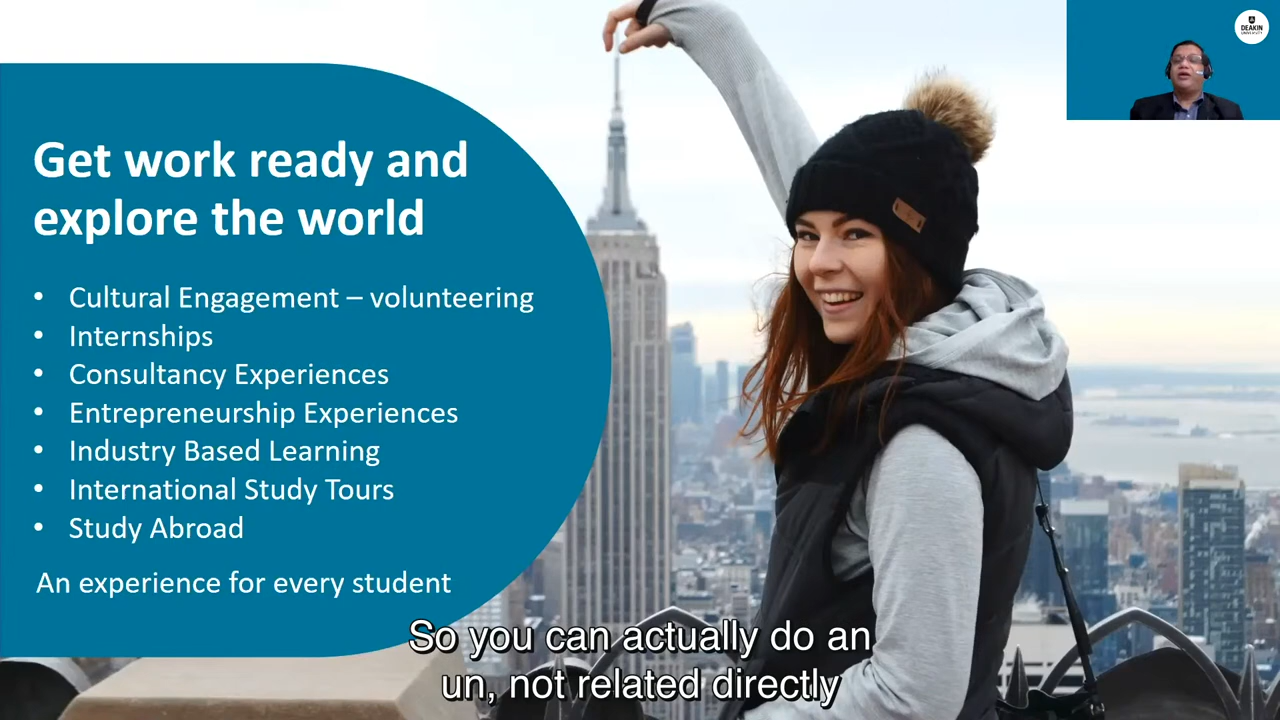 DEAKIN
UNIVERSITY
Get work ready and
explore the world
• Cultural Engagement – volunteering
• Internships
• Consultancy Experiences
• Entrepreneurship Experiences
• Industry Based Learning
• International Study Tours
• Study Abroad
An experience for every student
So you can actually do an
un, not related directly